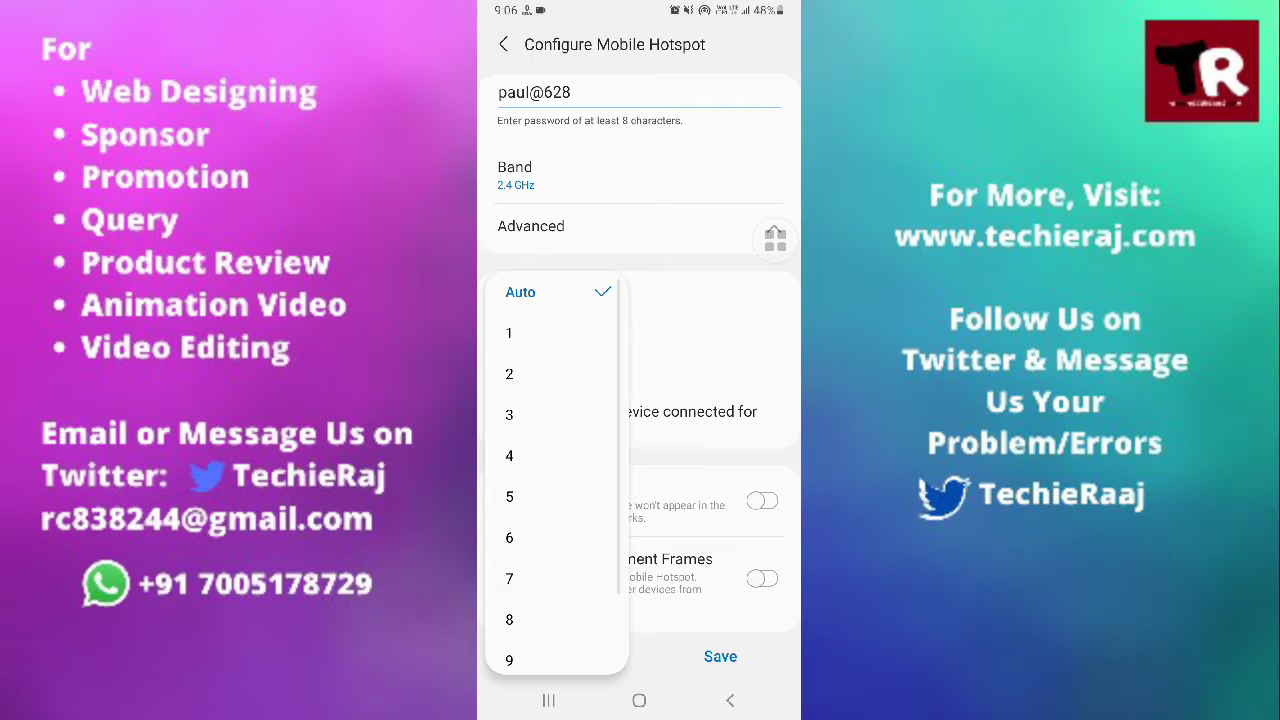 For
• Web Designing
• Sponsor
• Promotion
• Query
• Product Review
• Animation Video
• Video Editing
Email or Message Us on
Twitter: TechieRaj
rc838244@gmail.com
+91 7005178729
9:06
48%
Configure Mobile Hotspot
paul@628
Enter password of at least 8 characters.
Band
2.4 GHz
Advanced
Auto
1
2
3
evice connected for
4
5
e won't appear in the
rks.
6
nent Frames
7
obile Hotspot.
er devices from
8
9
Save
TR
For More, Visit:
www.techieraj.com
Follow Us on
Twitter & Message
Us Your
Problem/Errors
TechieRaaj